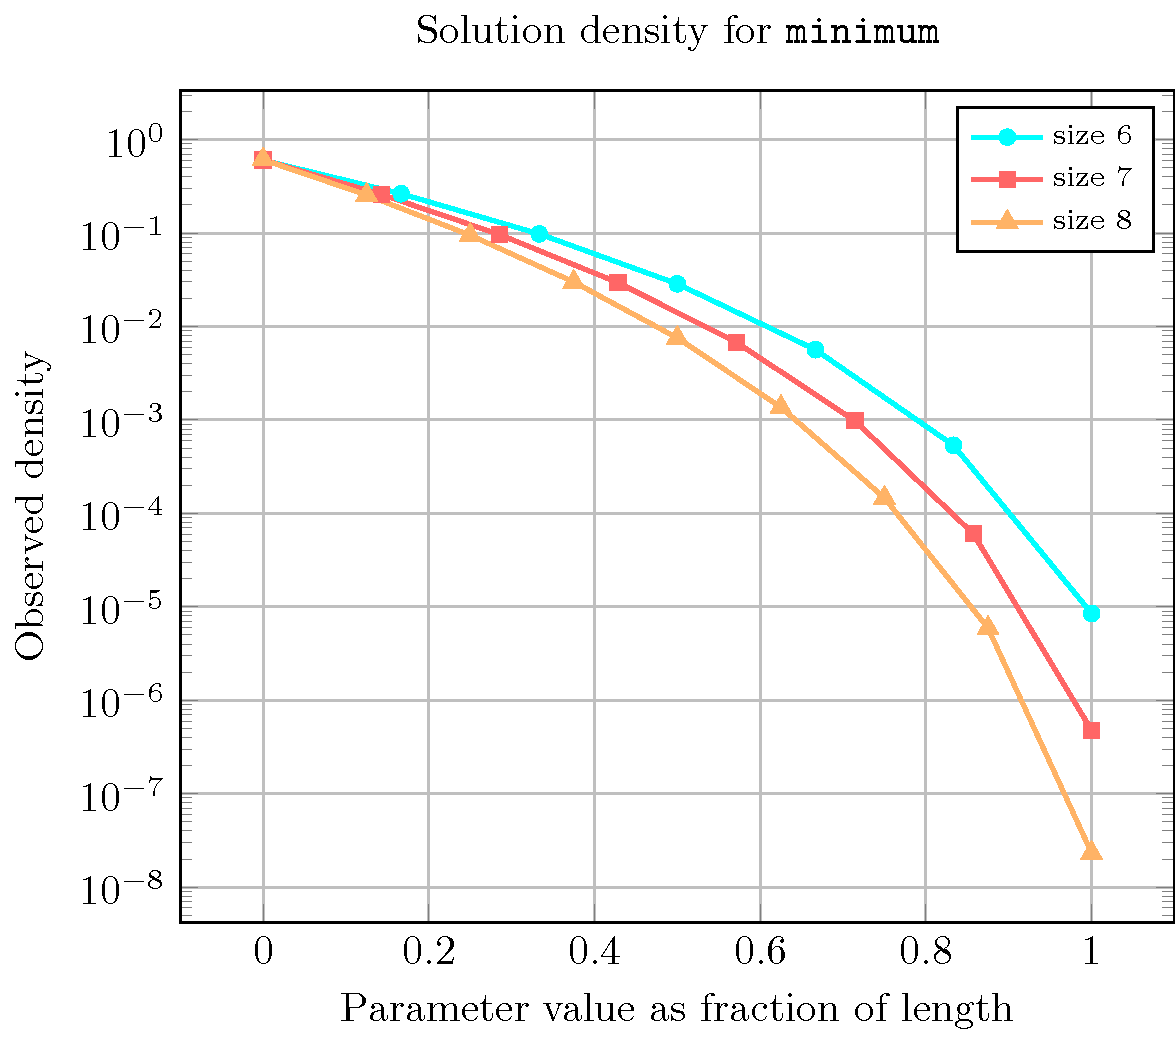 Solution density for minimum
size 6
size 7
size 8
Observed density
10^0
10^−1
10^−2
10^−3
10^−4
10^−5
10^−6
10^−7
10^−8
0 0.2 0.4 0.6 0.8 1
Parameter value as fraction of length